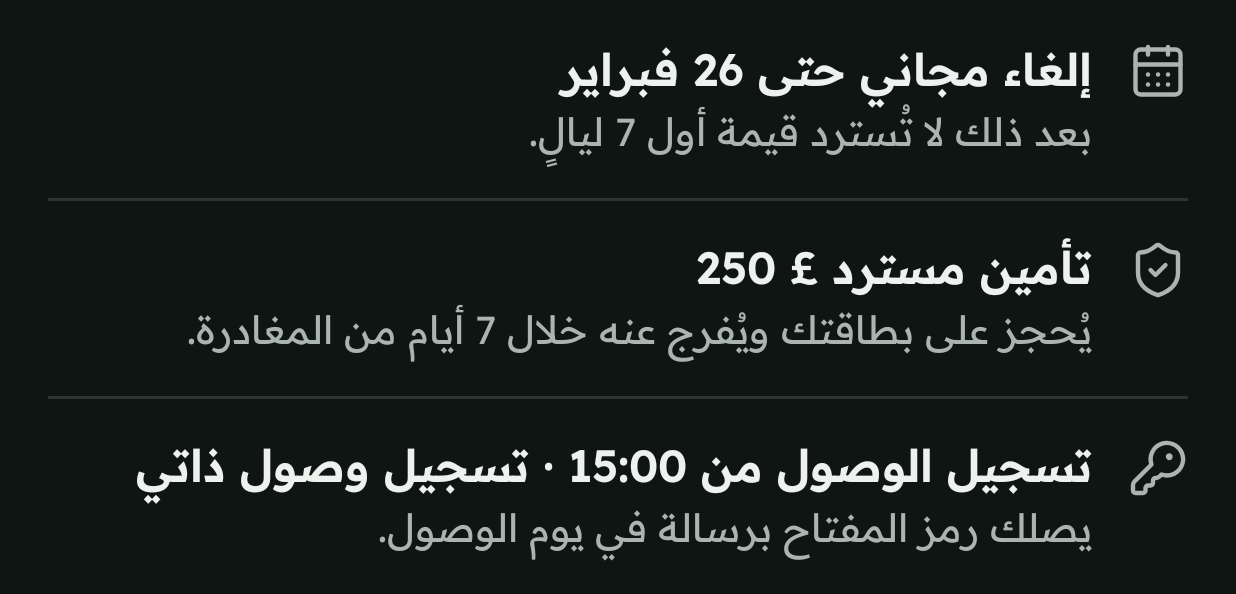 إلغاء مجاني حتى 26 فبراير
بعد ذلك لا تُسترد قيمة أول 7 ليالٍ.
تأمين مسترد £ 250
يُحجز على بطاقتك ويُفرج عنه خلال 7 أيام من المغادرة.
تسجيل الوصول من 15:00 · تسجيل وصول ذاتي
يصلك رمز المفتاح برسالة في يوم الوصول.